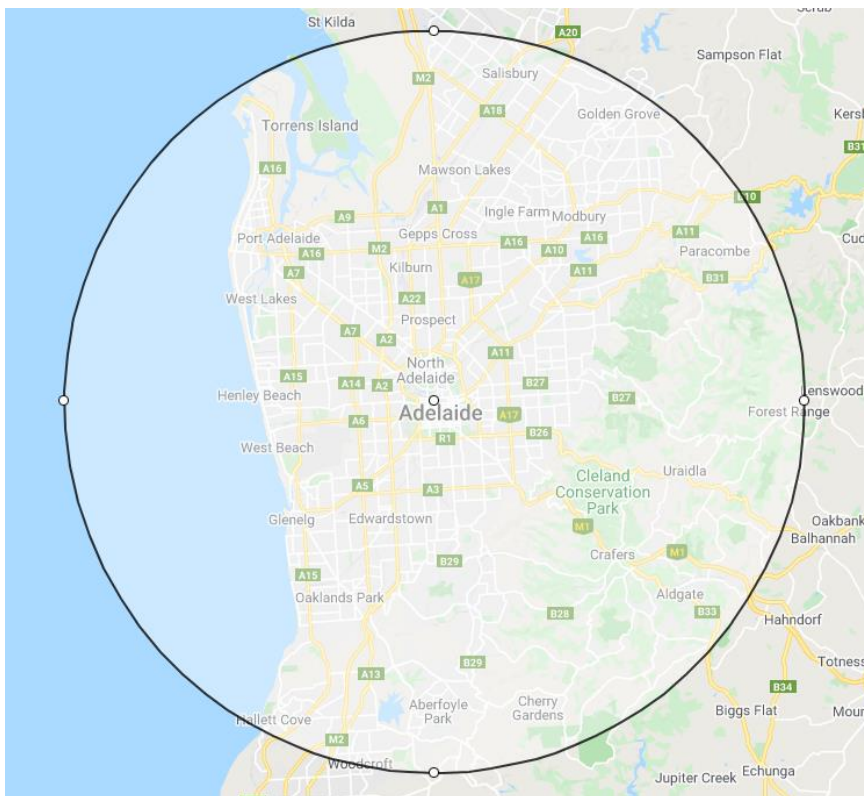 St Kilda
Scrub
A20
Sampson Flat
Salisbury
M2
A18
Golden Grove
Kers
Torrens Island
B31
A16
Mawson Lakes
B10
A1
Ingle Farm
Modbury
A9
Port Adelaide
Gepps Cross
A16
A16
A11
Cud
M2
A10
Paracombe
A7
Kilburn
A17
A11
B31
West Lakes
A22
Prospect
A7
A2
A11
North
Adelaide
A15
A14
A2
B27
Henley Beach
B27
Lenswood
Adelaide
A17
Forest Range
A6
R1
B26
West Beach
Uraidla
Cleland
Conservation
Park
A5
A3
Glenelg
Edwardstown
M1
Oakbank
Balhannah
Crafers
M1
B29
A15
Oaklands Park
Aldgate
B28
B33
Hahndorf
B29
Totness
A13
B34
Cherry
Gardens
Aberfoyle
Park
Biggs Flat
Moun
Hallett Cove
M2
Woodcroft
Jupiter Creek
Echunga